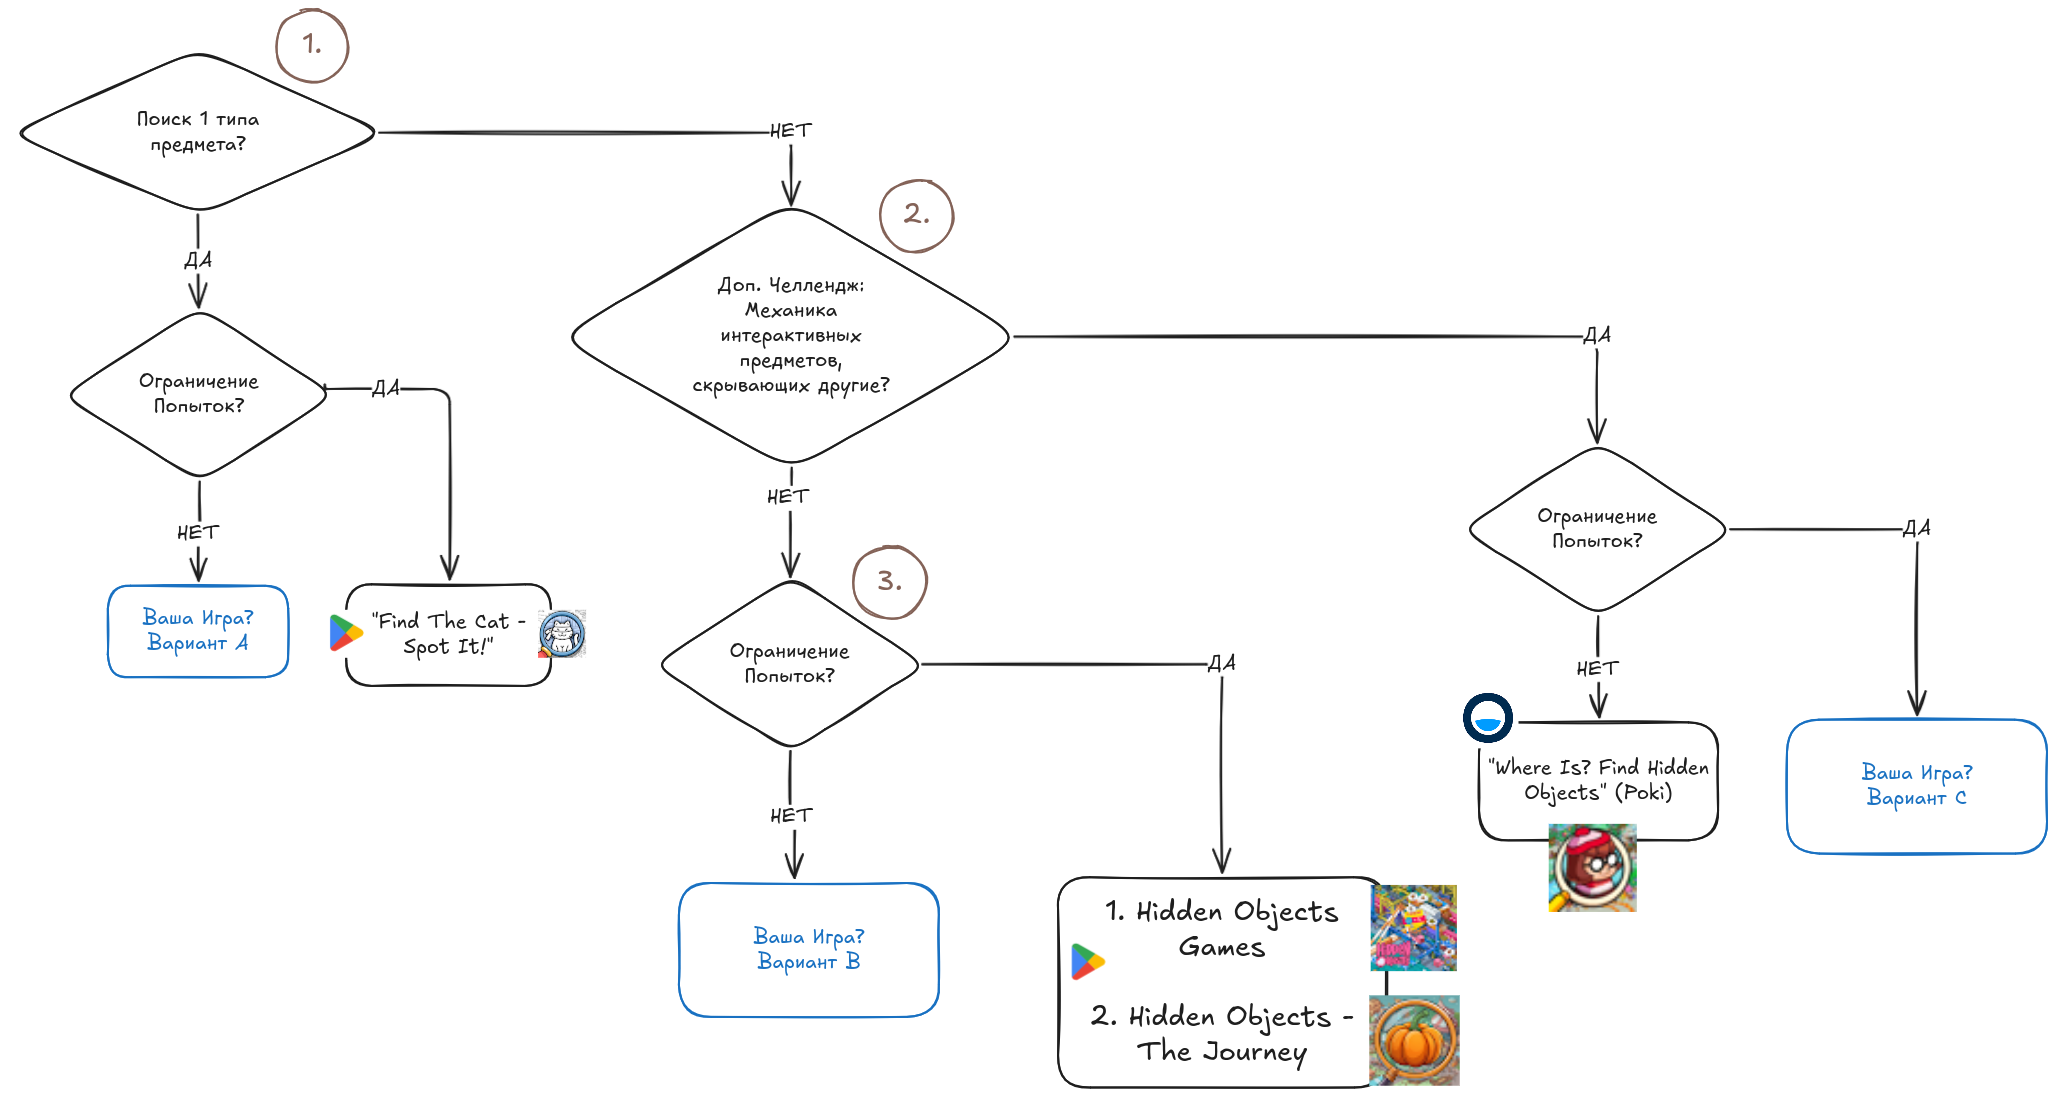 1.
Поиск 1 типа
предмета?
НЕТ
ДА
2.
Доп. Челлендж:
Механика
интерактивных
предметов,
скрывающих другие?
ДА
Ограничение
Попыток?
ДА
НЕТ
НЕТ
Ваша Игра?
Вариант A
"Find The Cat -
Spot It!"
3.
Ограничение
Попыток?
ДА
НЕТ
Ограничение
Попыток?
ДА
НЕТ
"Where Is? Find Hidden
Objects" (Poki)
Ваша Игра?
Вариант C
Ваша Игра?
Вариант B
1. Hidden Objects
Games
2. Hidden Objects -
The Journey